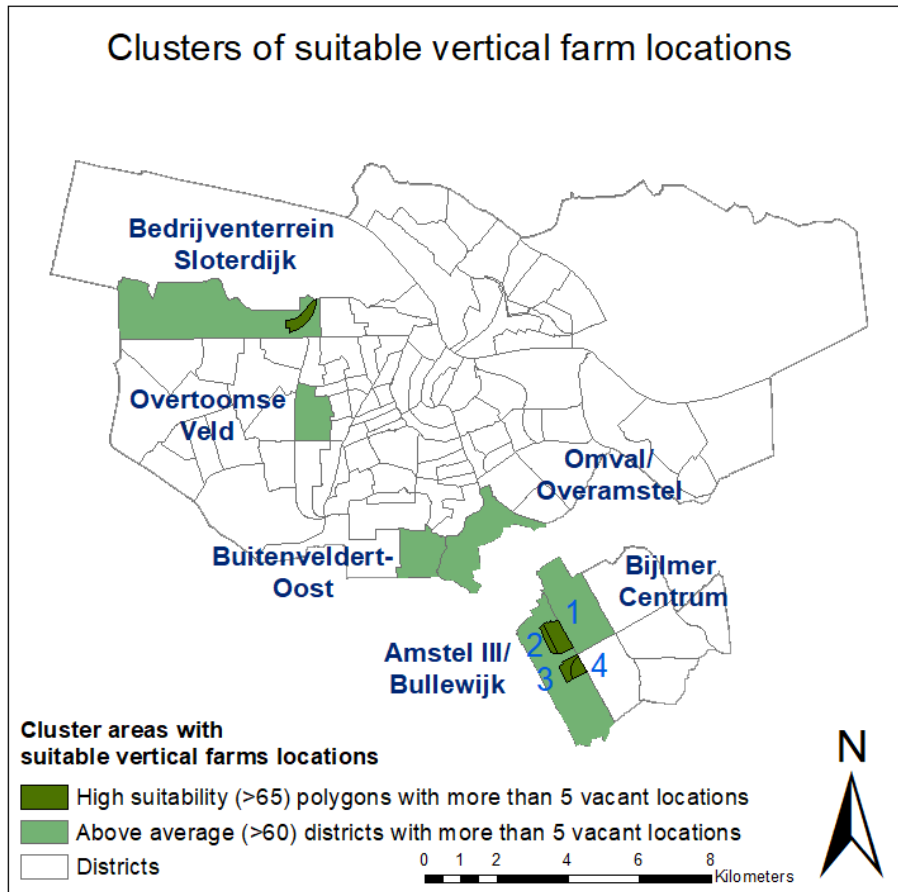 Clusters of suitable vertical farm locations
Bedrijventerrein
Sloterdijk
Overtoomse
Veld
Omval/
Overamstel
Buitenveldert-
Oost
Bijlmer
Centrum
1
2
3
4
Amstel III/
Bullewijk
Cluster areas with
suitable vertical farms locations
High suitability (>65) polygons with more than 5 vacant locations
Above average (>60) districts with more than 5 vacant locations
Districts
N
0 1 2 4 6 8
Kilometers